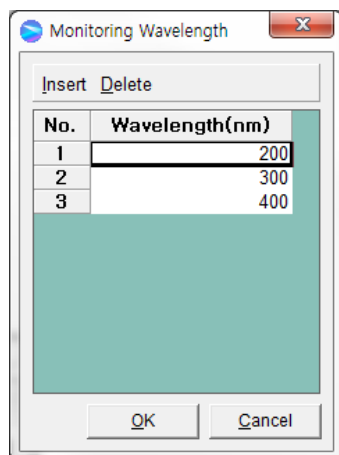 Monitoring Wavelength
Insert Delete
No. Wavelength(nm)
1 200
2 300
3 400
OK Cancel